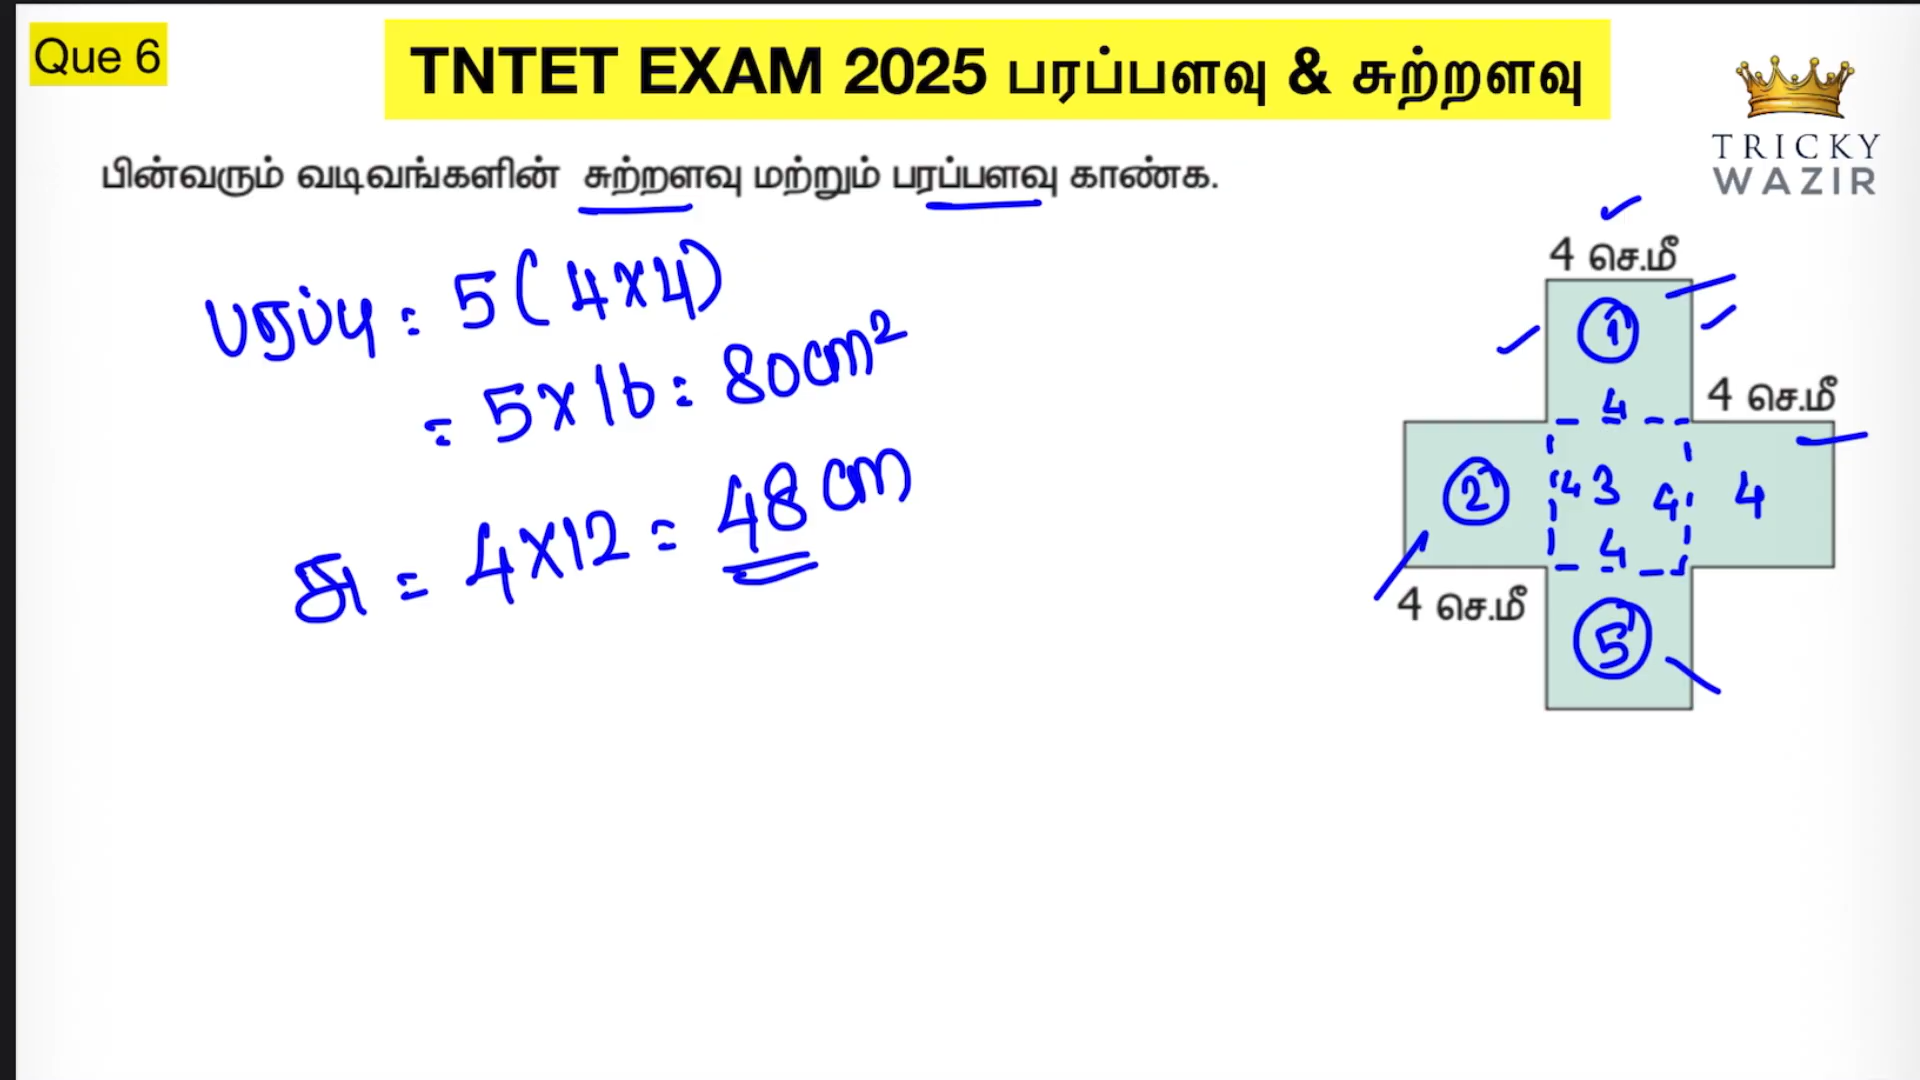 Que 6
TNTET EXAM 2025 பரப்பளவு & சுற்றளவு
TRICKY
WAZIR
பின்வரும் வடிவங்களின் சுற்றளவு மற்றும் பரப்பளவு காண்க.
பரப்பு = 5(4×4)
= 5×16 = 80cm²
சு = 4×12 = 48 cm
4 செ.மீ
1
4 செ.மீ
4
2 4 3 4 4
4
4 செ.மீ
5